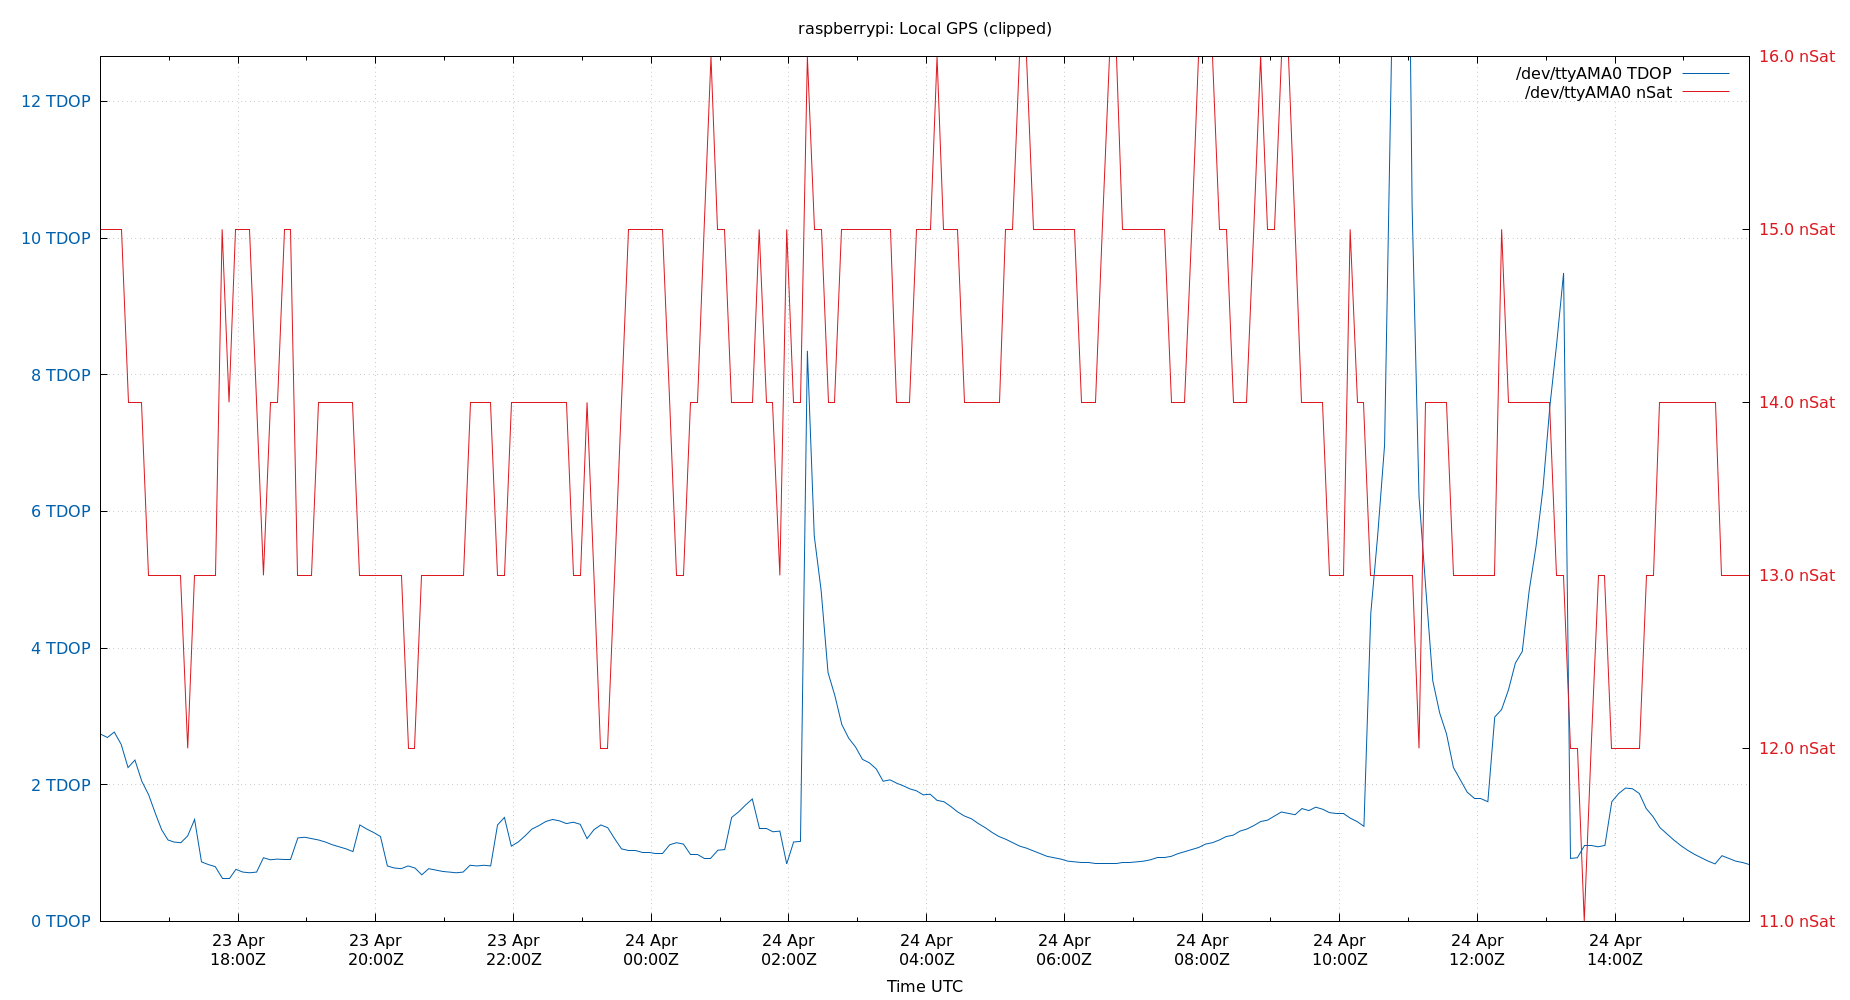 raspberrypi: Local GPS (clipped)
16.0 nSat
/dev/ttyAMA0 TDOP
/dev/ttyAMA0 nSat
12 TDOP
10 TDOP
15.0 nSat
8 TDOP
14.0 nSat
6 TDOP
13.0 nSat
4 TDOP
12.0 nSat
2 TDOP
0 TDOP
11.0 nSat
23 Apr
18:00Z
23 Apr
20:00Z
23 Apr
22:00Z
24 Apr
00:00Z
24 Apr
02:00Z
24 Apr
04:00Z
24 Apr
06:00Z
24 Apr
08:00Z
24 Apr
10:00Z
24 Apr
12:00Z
24 Apr
14:00Z
Time UTC